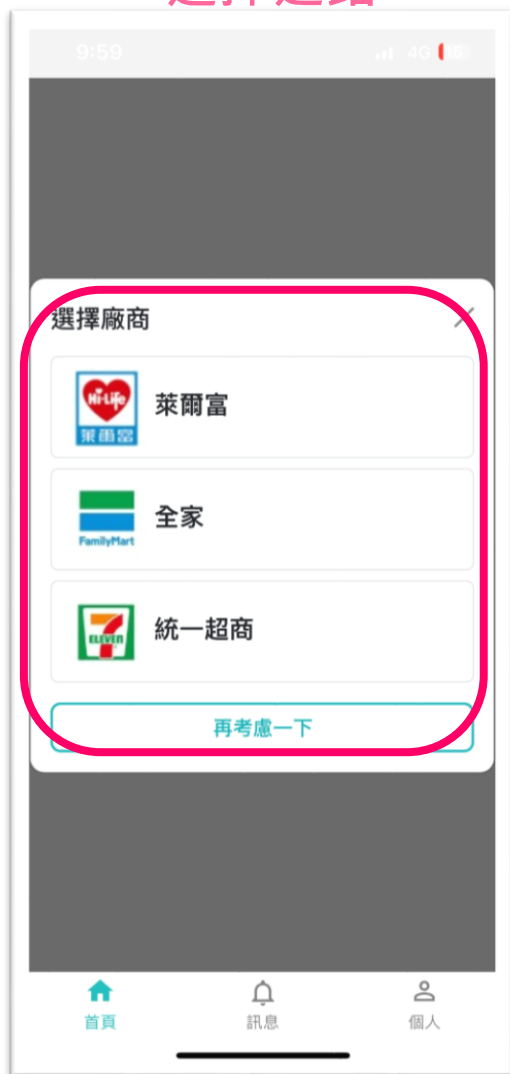 9:59
4G
選擇廠商
Hi-Life
萊爾富
萊爾富
FamilyMart
全家
ELEVEN
統一超商
再考慮一下
首頁
訊息
個人